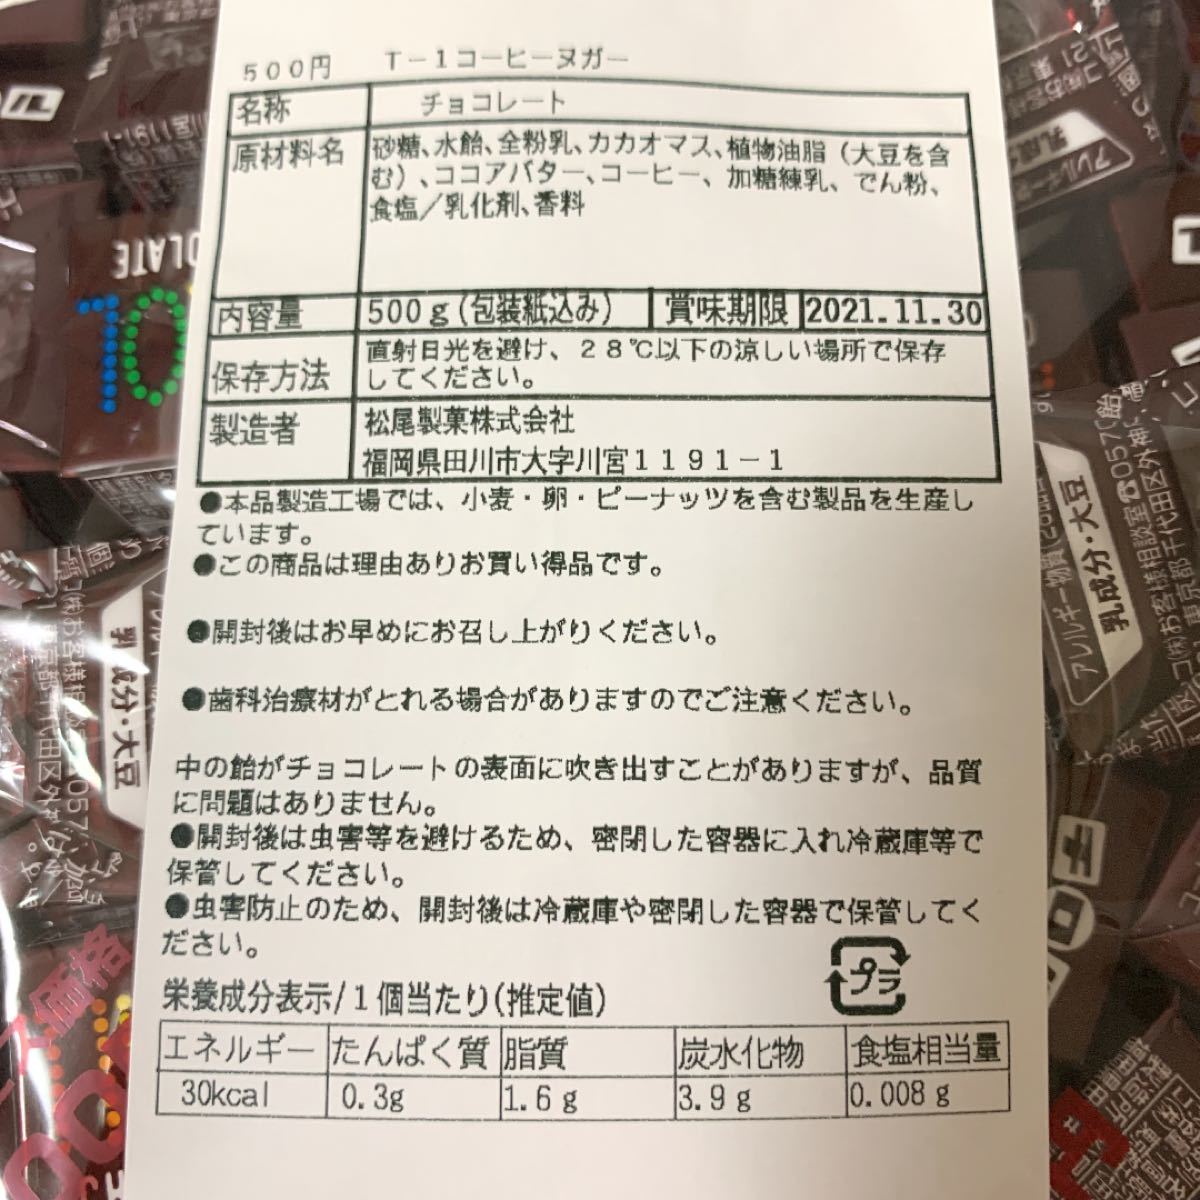 500円 T-1コーヒーヌガー
名称 チョコレート
原材料名 砂糖、水飴、全粉乳、カカオマス、植物油脂（大豆を含
む）、ココアバター、コーヒー、加糖練乳、でん粉、
食塩／乳化剤、香料
内容量 500g(包装紙込み) 賞味期限 2021.11.30
保存方法 直射日光を避け、28℃以下の涼しい場所で保存
してください。
製造者 松尾製菓株式会社
福岡県田川市大字川宮1191-1
●本品製造工場では、小麦・卵・ピーナッツを含む製品を生産し
ています。
●この商品は理由ありお買い得品です。
●開封後はお早めにお召し上がりください。
●歯科治療材がとれる場合がありますのでご注意ください。
中の飴がチョコレートの表面に吹き出すことがありますが、品質
に問題はありません。
●開封後は虫害等を避けるため、密閉した容器に入れ冷蔵庫等で
保管してください。
●虫害防止のため、開封後は冷蔵庫や密閉した容器で保管してく
ださい。
プラ
栄養成分表示/1個当たり(推定値)
エネルギー たんぱく質 脂質 炭水化物 食塩相当量
30kcal 0.3g 1.6g 3.9g 0.008g
アレルギー物質
乳成分・大豆
乳成分・大豆
価格